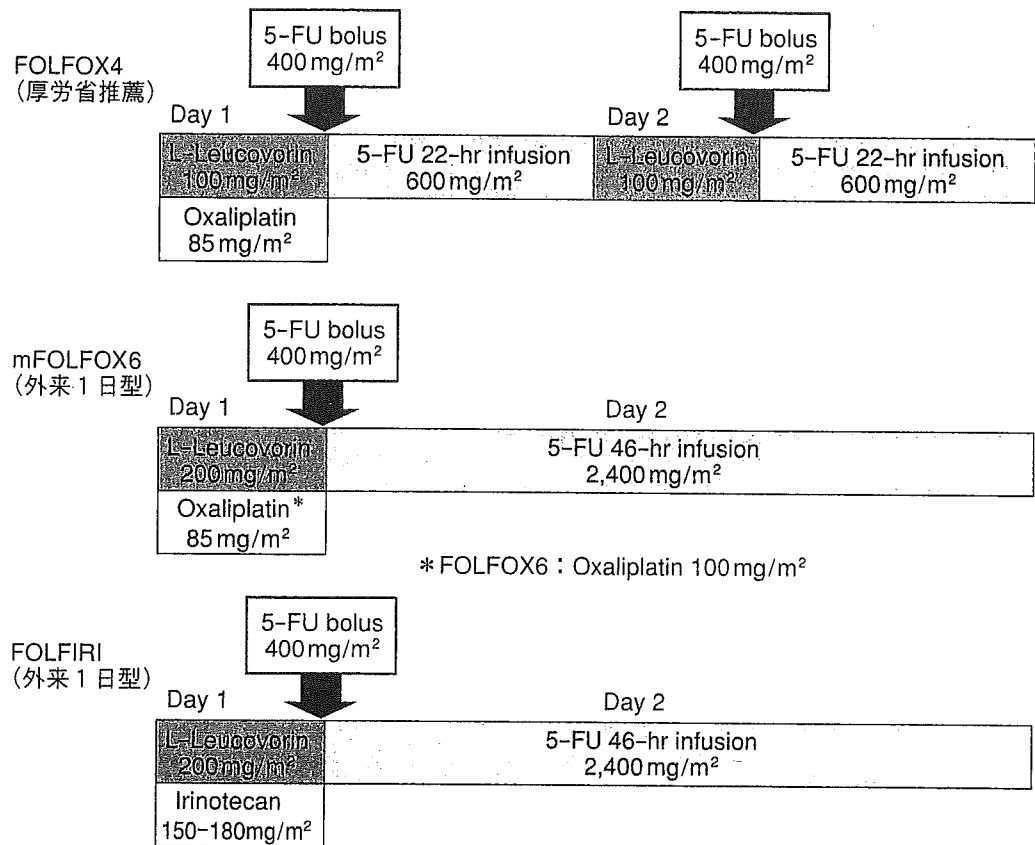 5-FU bolus
400 mg/m²
5-FU bolus
400 mg/m²
FOLFOX4
(厚労省推薦)
Day 1
Day 2
L-Leucovorin
100 mg/m²
5-FU 22-hr infusion
600 mg/m²
L-Leucovorin
100 mg/m²
5-FU 22-hr infusion
600 mg/m²
Oxaliplatin
85 mg/m²
5-FU bolus
400 mg/m²
mFOLFOX6
(外来1日型)
Day 1
Day 2
L-Leucovorin
200 mg/m²
5-FU 46-hr infusion
2,400 mg/m²
Oxaliplatin*
85 mg/m²
*FOLFOX6：Oxaliplatin 100 mg/m²
5-FU bolus
400 mg/m²
FOLFIRI
(外来1日型)
Day 1
Day 2
L-Leucovorin
200 mg/m²
5-FU 46-hr infusion
2,400 mg/m²
Irinotecan
150-180mg/m²